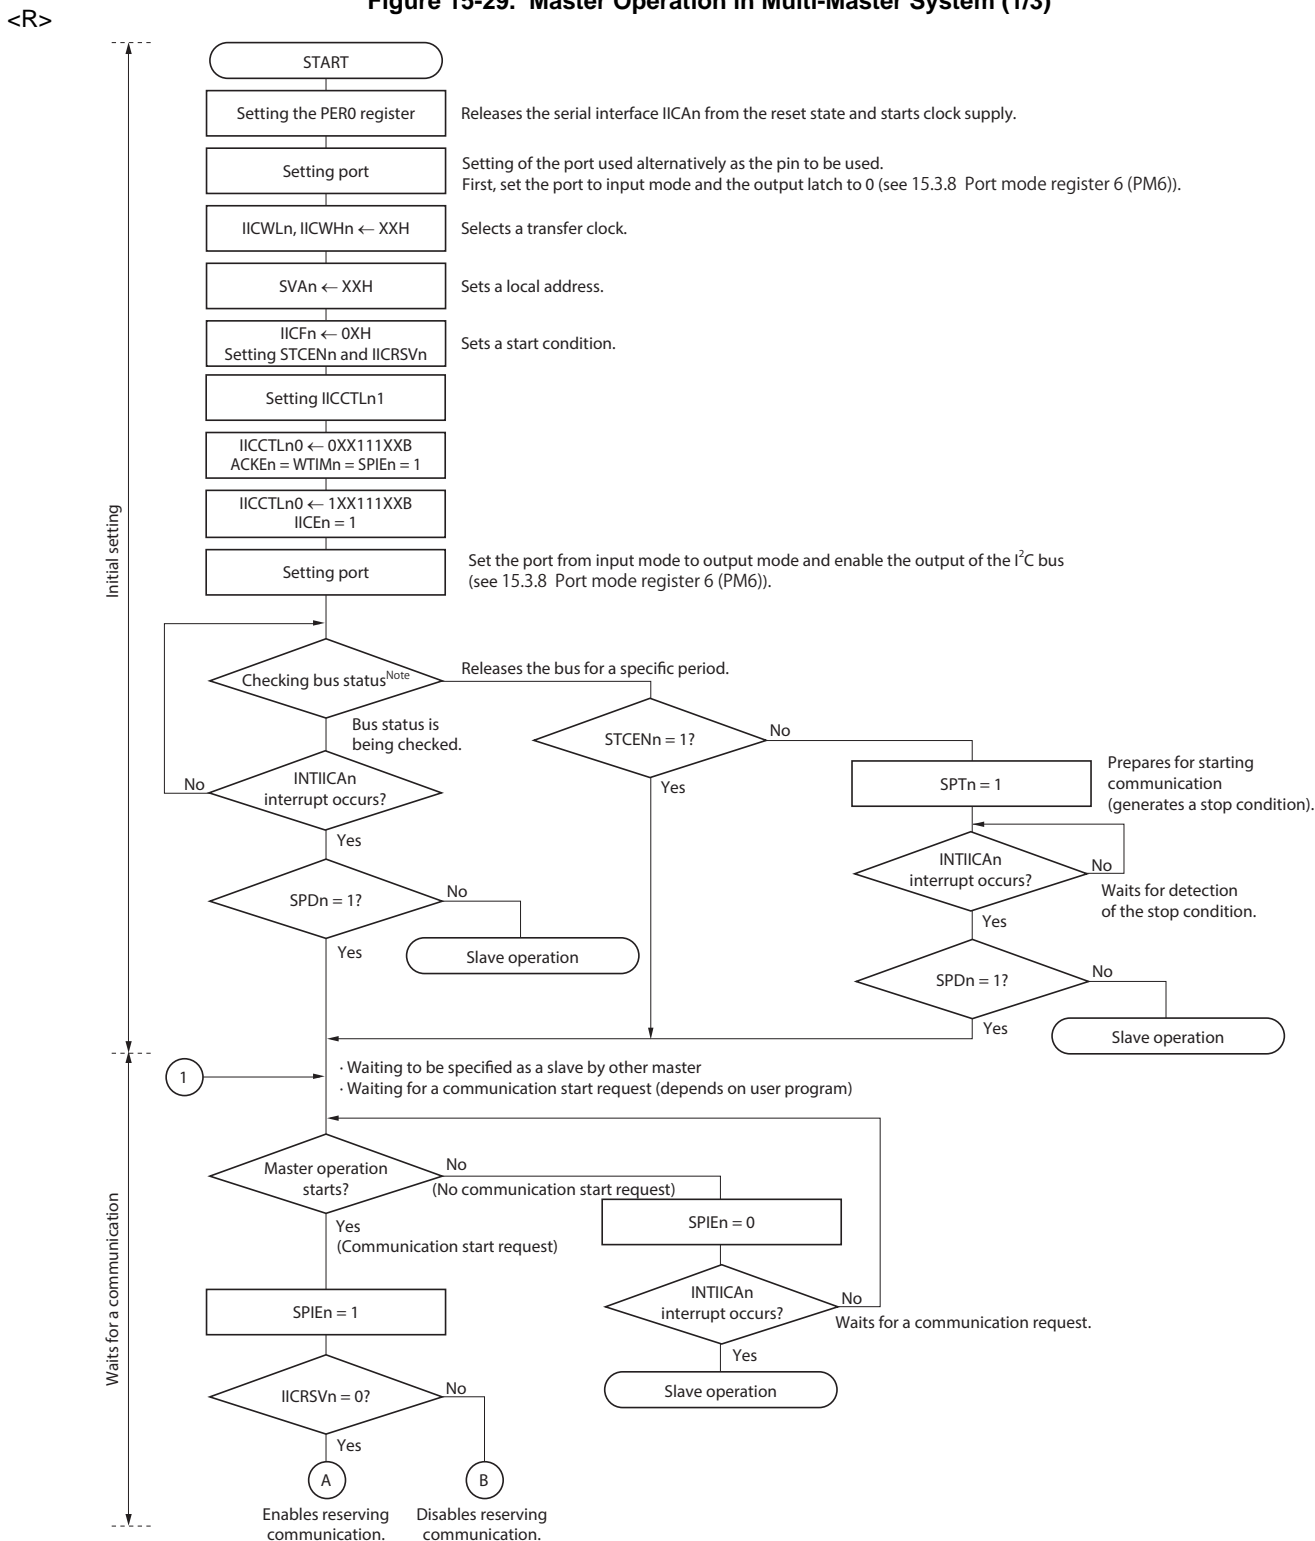 Figure 15-29. Master Operation in Multi-Master System (1/3)
<R>
START
Setting the PER0 register
Releases the serial interface IICAn from the reset state and starts clock supply.
Setting port
Setting of the port used alternatively as the pin to be used.
First, set the port to input mode and the output latch to 0 (see 15.3.8 Port mode register 6 (PM6)).
IICWLn, IICWHn ← XXH
Selects a transfer clock.
SVAn ← XXH
Sets a local address.
IICFn ← 0XH
Setting STCENn and IICRSVn
Sets a start condition.
Setting IICCTLn1
IICCTLn0 ← 0XX111XXB
ACKEn = WTIMn = SPIEn = 1
IICCTLn0 ← 1XX111XXB
IICEn = 1
Initial setting
Setting port
Set the port from input mode to output mode and enable the output of the I²C bus
(see 15.3.8 Port mode register 6 (PM6)).
Checking bus statusNote
Releases the bus for a specific period.
Bus status is
being checked.
STCENn = 1?
No
Yes
SPTn = 1
Prepares for starting
communication
(generates a stop condition).
INTIICAn
interrupt occurs?
No
Yes
INTIICAn
interrupt occurs?
No
Waits for detection
of the stop condition.
Yes
SPDn = 1?
No
Yes
Slave operation
SPDn = 1?
No
Yes
Slave operation
1
· Waiting to be specified as a slave by other master
· Waiting for a communication start request (depends on user program)
Waits for a communication
Master operation
starts?
No
(No communication start request)
Yes
(Communication start request)
SPIEn = 0
INTIICAn
interrupt occurs?
No
Waits for a communication request.
Yes
Slave operation
SPIEn = 1
IICRSVn = 0?
No
Yes
A
B
Enables reserving
communication.
Disables reserving
communication.